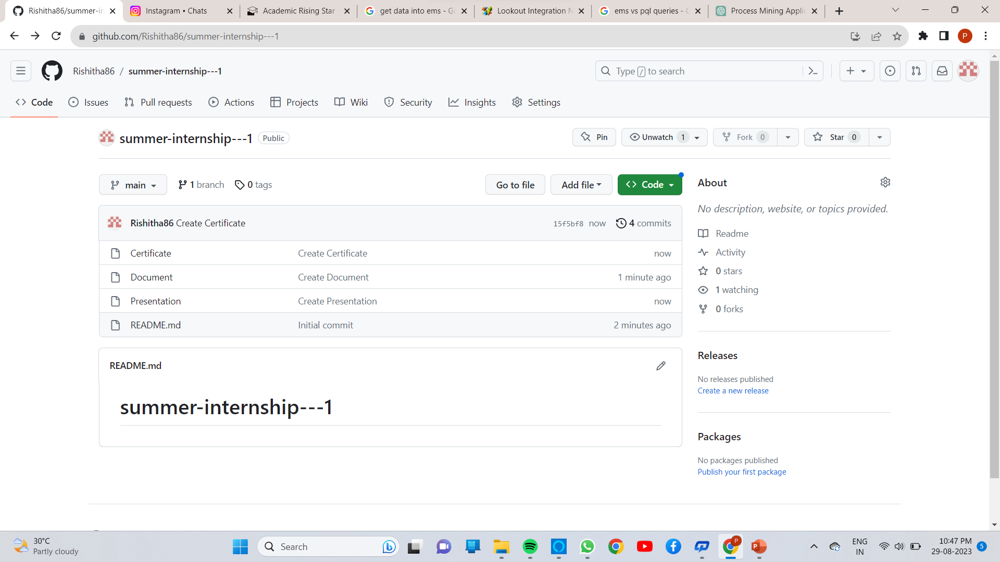 Rishitha86/summer-in
Instagram • Chats
Academic Rising Star
get data into ems - Go
Lookout Integration N
ems vs pql queries - G
Process Mining Applic
github.com/Rishitha86/summer-internship---1
P
Rishitha86 / summer-internship---1
Type / to search
Code
Issues
Pull requests
Actions
Projects
Wiki
Security
Insights
Settings
summer-internship---1 Public
Pin
Unwatch 1
Fork 0
Star 0
main
1 branch
0 tags
Go to file
Add file
Code
About
No description, website, or topics provided.
Rishitha86 Create Certificate 15f5bf8 now 4 commits
Certificate Create Certificate now
Document Create Document 1 minute ago
Presentation Create Presentation now
README.md Initial commit 2 minutes ago
Readme
Activity
0 stars
1 watching
0 forks
README.md
summer-internship---1
Releases
No releases published
Create a new release
Packages
No packages published
Publish your first package
30°C
Partly cloudy
Search
P
P
ENG
IN
10:47 PM
29-08-2023
5